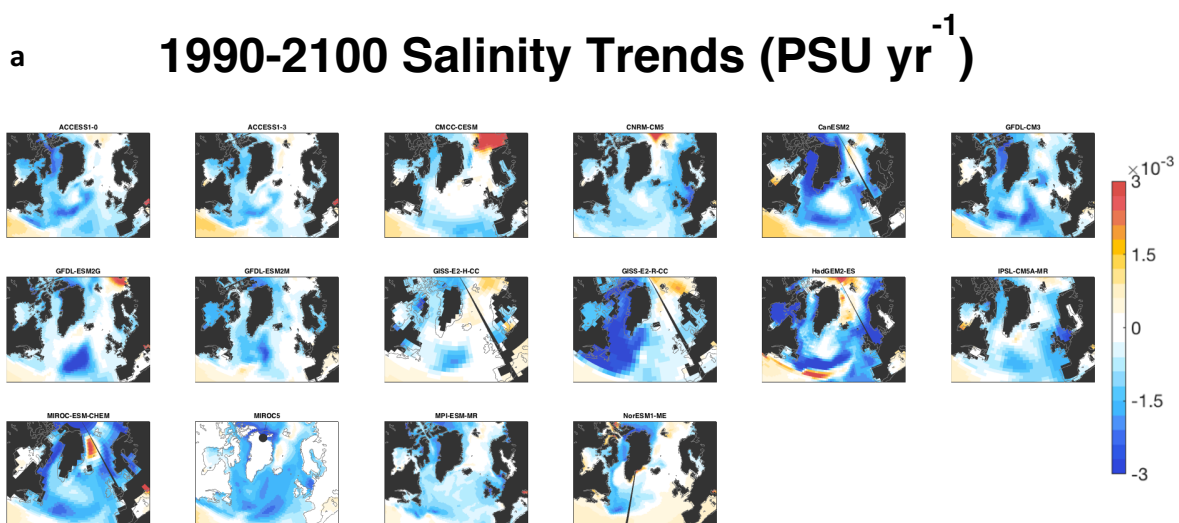 a
1990-2100 Salinity Trends (PSU yr-1)
ACCESS1-0
ACCESS1-3
CMCC-CESM
CNRM-CM5
CanESM2
GFDL-CM3
×10-3
3
1.5
0
-1.5
-3
GFDL-ESM2G
GFDL-ESM2M
GISS-E2-H-CC
GISS-E2-R-CC
HadGEM2-ES
IPSL-CM5A-MR
MIROC-ESM-CHEM
MIROC5
MPI-ESM-MR
NorESM1-ME